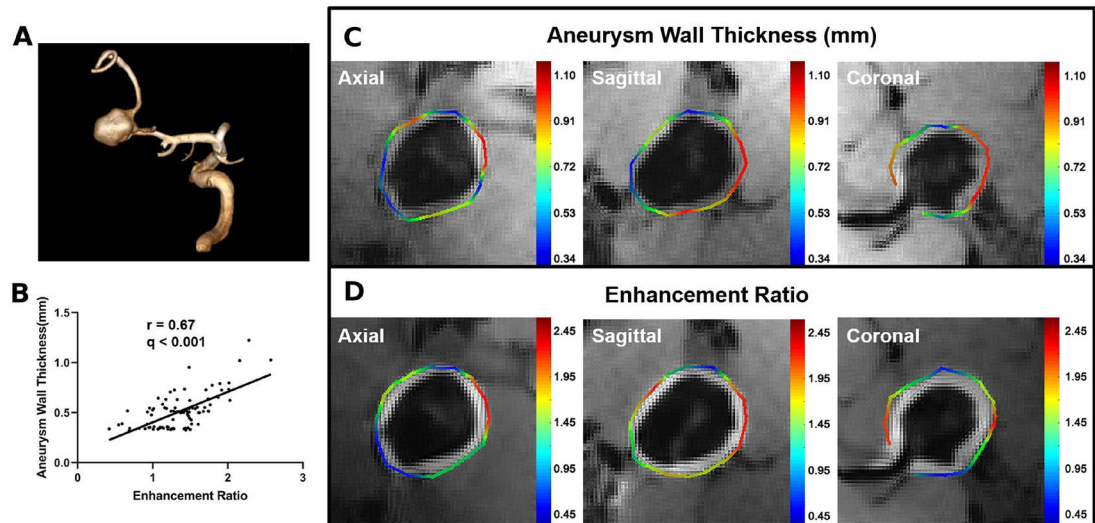 A
B
r = 0.67
q < 0.001
Aneurysm Wall Thickness(mm)
1.5
1.0
0.5
0.0
0
1
2
3
Enhancement Ratio
C
Aneurysm Wall Thickness (mm)
Axial
1.10
0.91
0.72
0.53
0.34
Sagittal
1.10
0.91
0.72
0.53
0.34
Coronal
1.10
0.91
0.72
0.53
0.34
D
Enhancement Ratio
Axial
2.45
1.95
1.45
0.95
0.45
Sagittal
2.45
1.95
1.45
0.95
0.45
Coronal
2.45
1.95
1.45
0.95
0.45